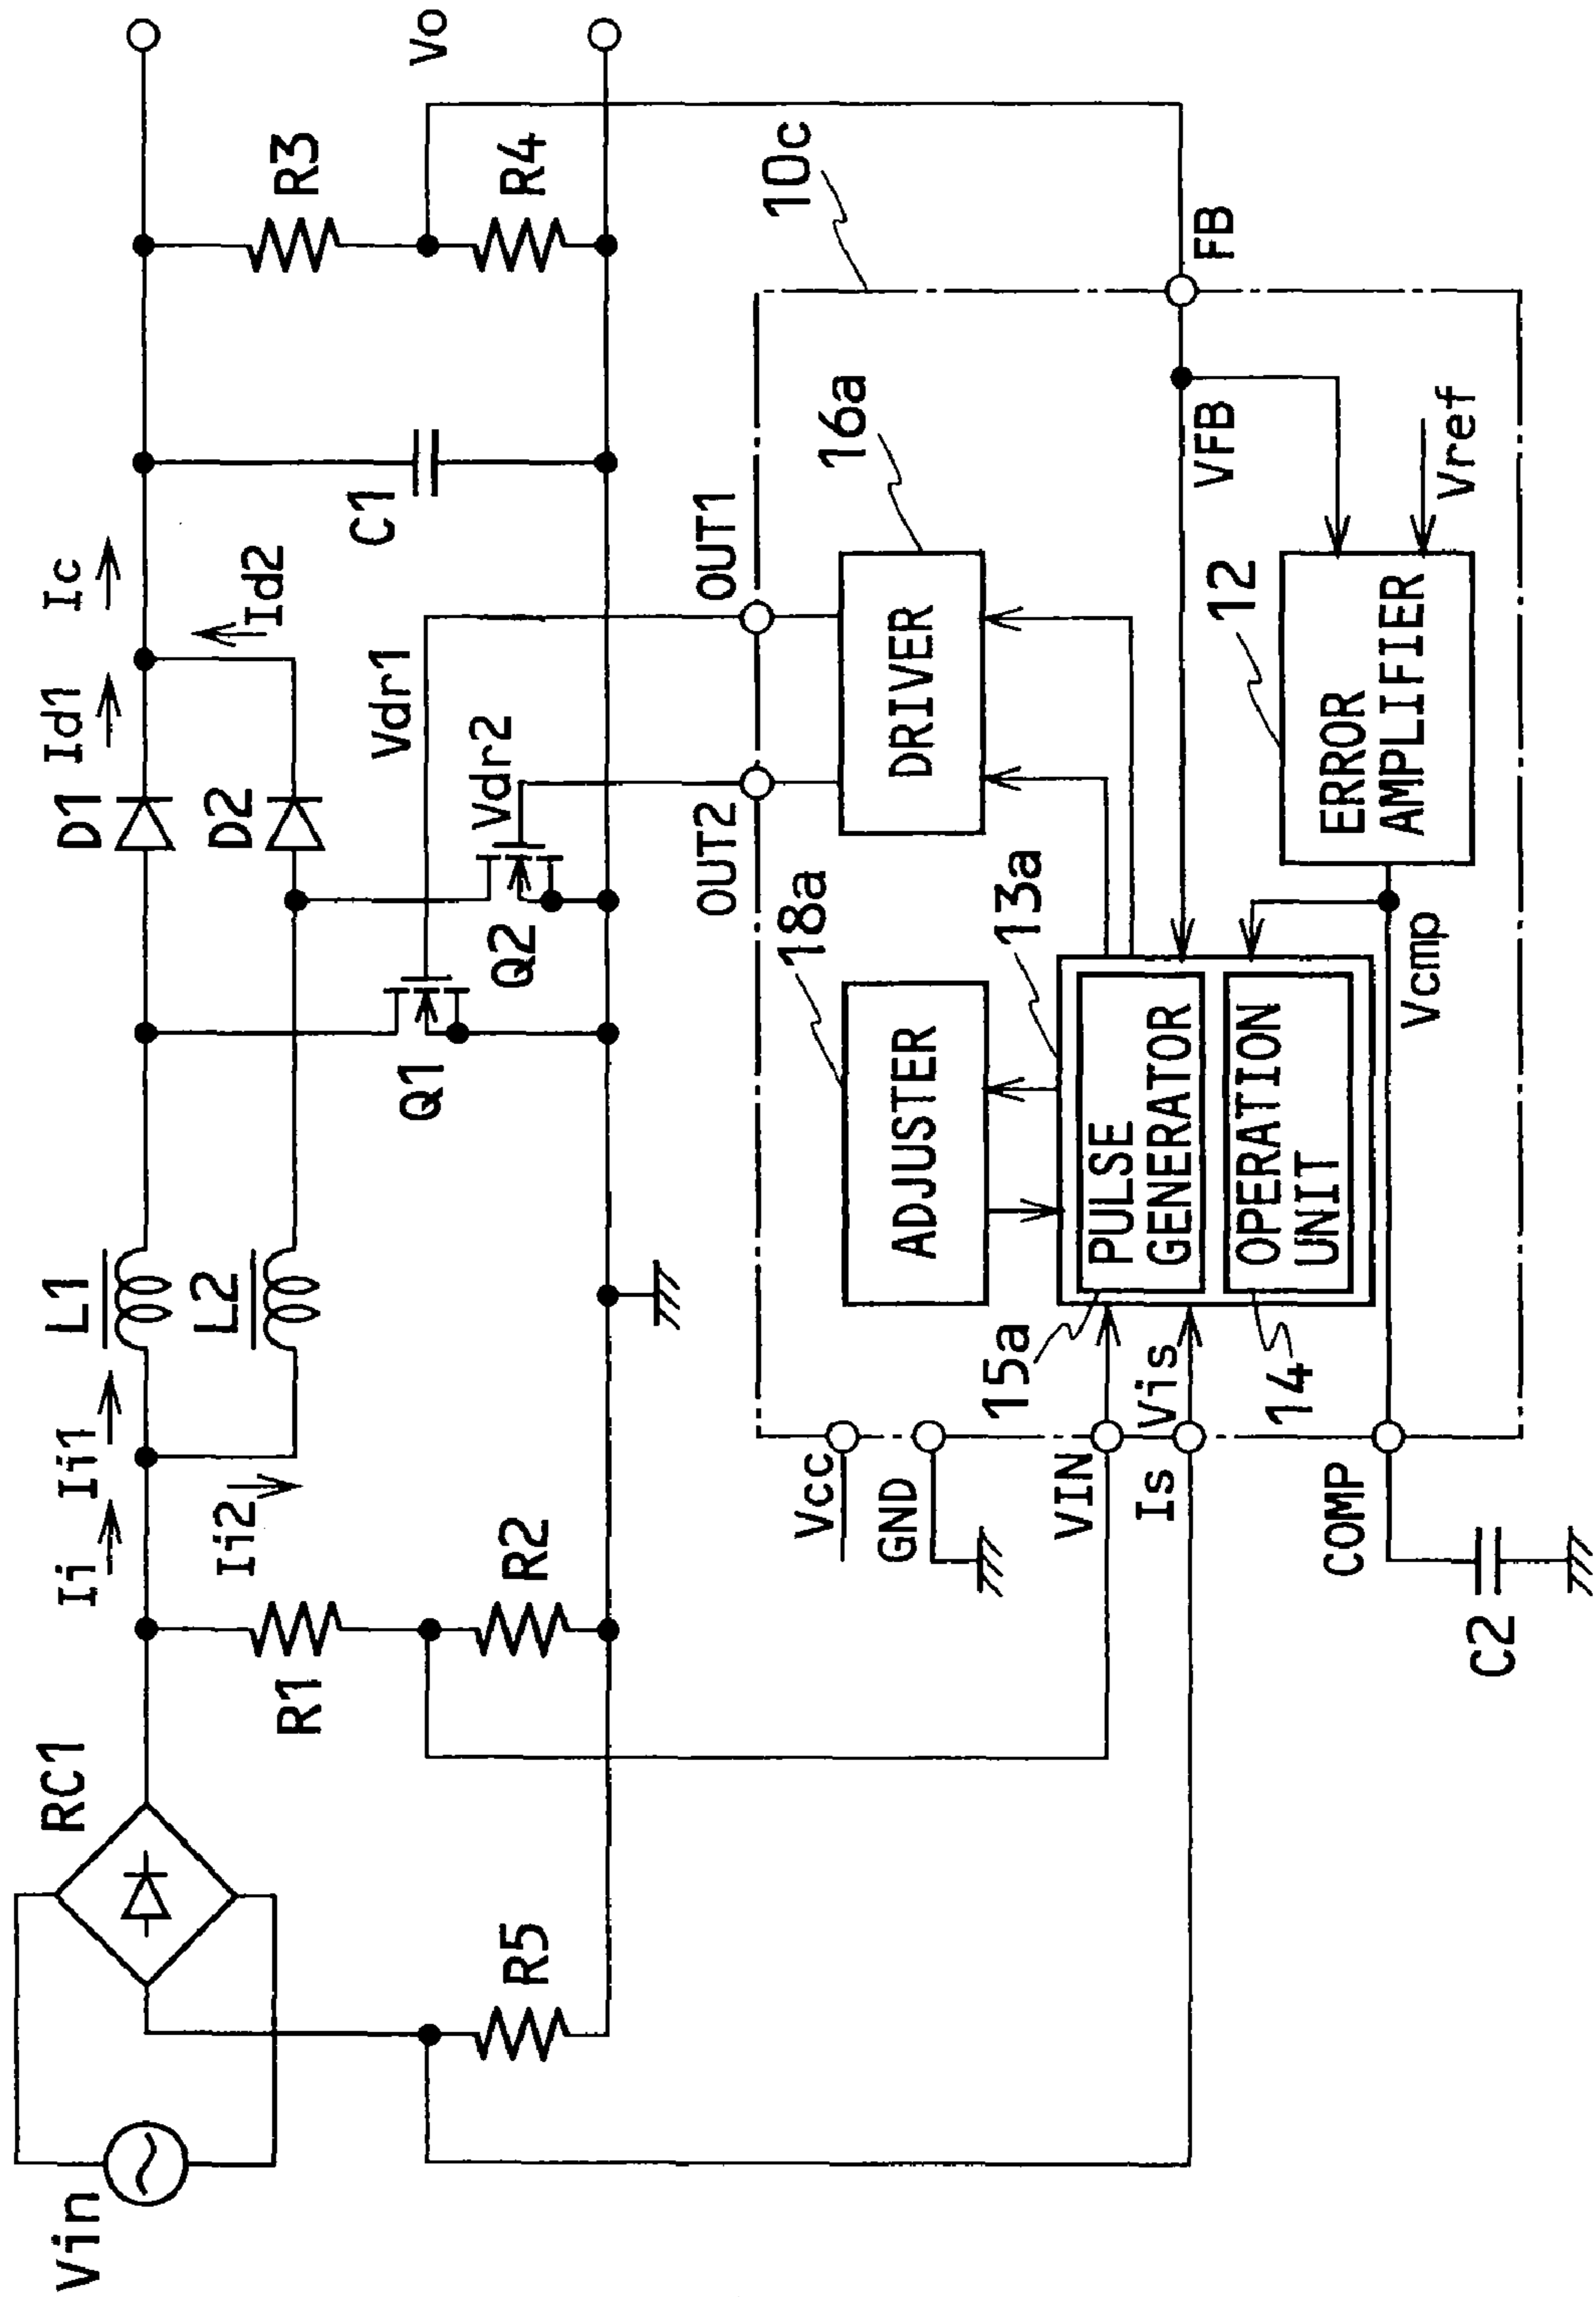 Vin
RC1
R5
R1
R2
Ii
Ii1
Ii2
L1
L2
Q1
Q2
D1
D2
Id1
Id2
Ic
Vdr1
Vdr2
C1
R3
R4
Vo
OUT2
OUT1
10c
Vcc
GND
VIN
Is
Vis
COMP
C2
18a
ADJUSTER
16a
DRIVER
13a
15a
PULSE
GENERATOR
14
OPERATION
UNIT
12
ERROR
AMPLIFIER
Vcmp
VFB
FB
Vref